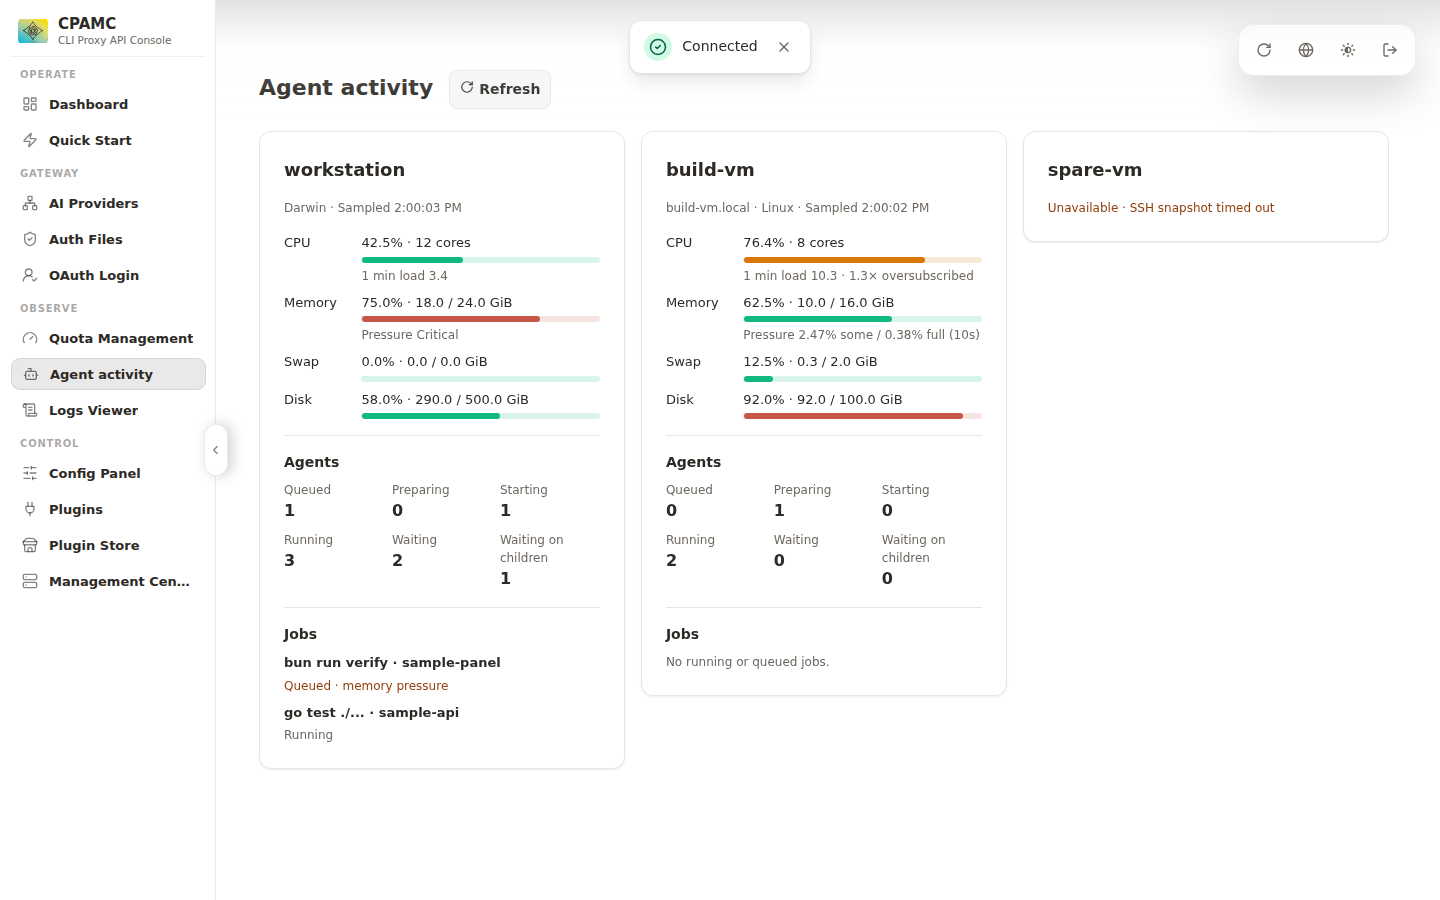 CPAMC
CLI Proxy API Console
OPERATE
Dashboard
Quick Start
GATEWAY
AI Providers
Auth Files
OAuth Login
OBSERVE
Quota Management
Agent activity
Logs Viewer
CONTROL
Config Panel
Plugins
Plugin Store
Management Cen...
Connected
Agent activity
Refresh
workstation
Darwin · Sampled 2:00:03 PM
CPU
42.5% · 12 cores
1 min load 3.4
Memory
75.0% · 18.0 / 24.0 GiB
Pressure Critical
Swap
0.0% · 0.0 / 0.0 GiB
Disk
58.0% · 290.0 / 500.0 GiB
Agents
Queued
1
Preparing
0
Starting
1
Running
3
Waiting
2
Waiting on
children
1
Jobs
bun run verify · sample-panel
Queued · memory pressure
go test ./... · sample-api
Running
build-vm
build-vm.local · Linux · Sampled 2:00:02 PM
CPU
76.4% · 8 cores
1 min load 10.3 · 1.3× oversubscribed
Memory
62.5% · 10.0 / 16.0 GiB
Pressure 2.47% some / 0.38% full (10s)
Swap
12.5% · 0.3 / 2.0 GiB
Disk
92.0% · 92.0 / 100.0 GiB
Agents
Queued
0
Preparing
1
Starting
0
Running
2
Waiting
0
Waiting on
children
0
Jobs
No running or queued jobs.
spare-vm
Unavailable · SSH snapshot timed out